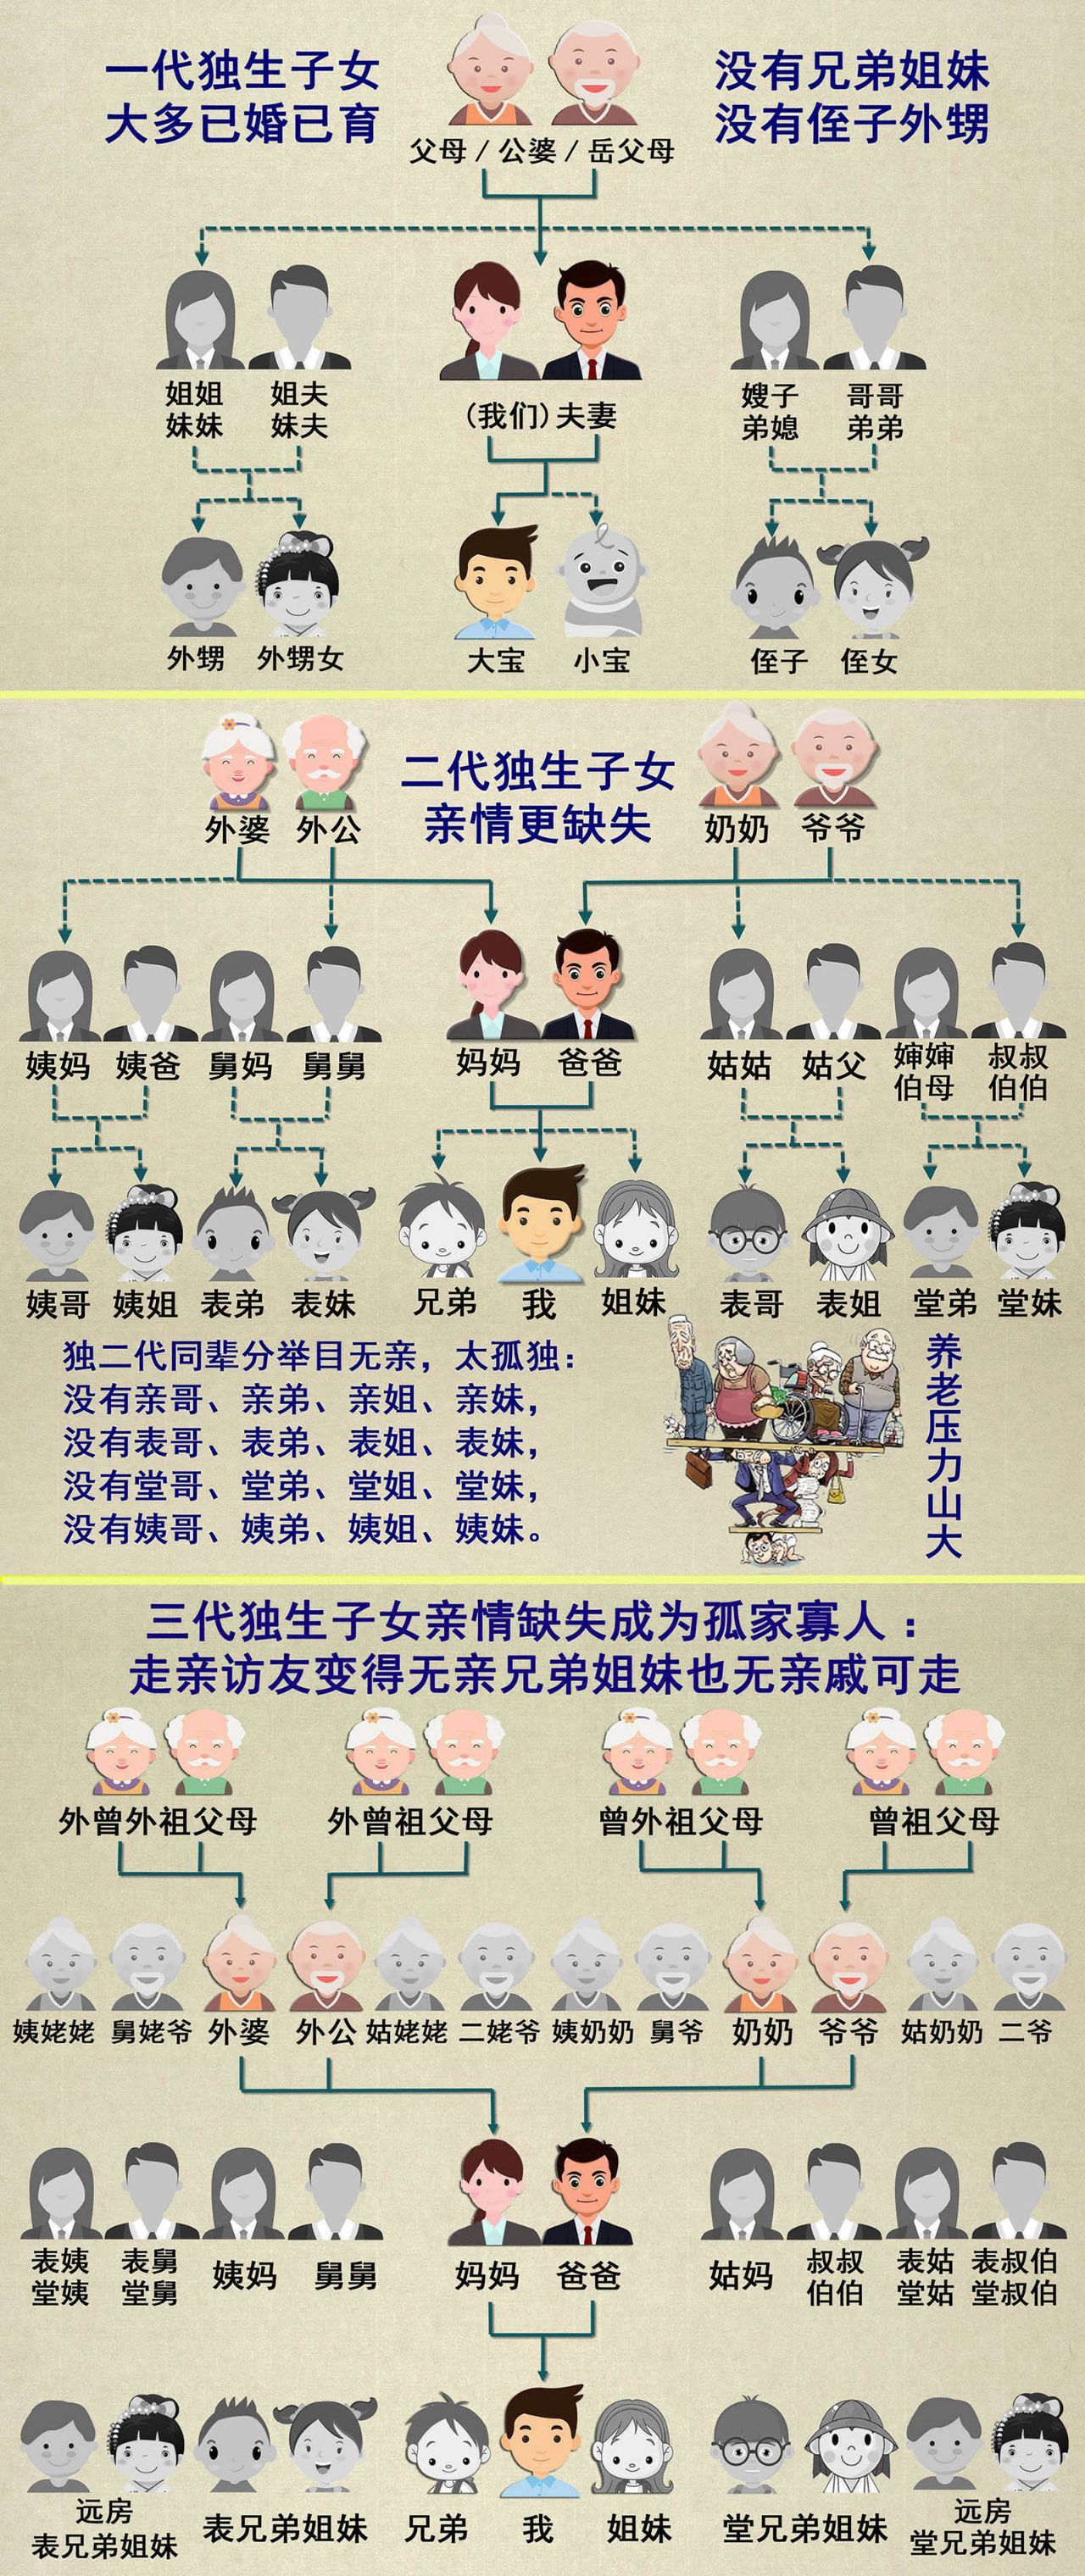 一代独生子女
大多已婚已育
没有兄弟姐妹
没有侄子外甥
父母 / 公婆 / 岳父母
姐姐
妹妹
姐夫
妹夫
(我们) 夫妻
嫂子
弟媳
哥哥
弟弟
外甥
外甥女
大宝
小宝
侄子
侄女
二代独生子女
亲情更缺失
外婆
外公
奶奶
爷爷
姨妈
姨爸
舅妈
舅舅
妈妈
爸爸
姑姑
姑父
婶婶
伯母
叔叔
伯伯
姨哥
姨姐
表弟
表妹
兄弟
我
姐妹
表哥
表姐
堂弟
堂妹
独二代同辈分举目无亲，太孤独：
没有亲哥、亲弟、亲姐、亲妹，
没有表哥、表弟、表姐、表妹，
没有堂哥、堂弟、堂姐、堂妹，
没有姨哥、姨弟、姨姐、姨妹。
养老压力山大
三代独生子女亲情缺失成为孤家寡人：
走亲访友变得无亲兄弟姐妹也无亲戚可走
外曾外祖父母
外曾祖父母
曾外祖父母
曾祖父母
姨姥姥
舅姥爷
外婆
外公
姑姥姥
二姥爷
姨奶奶
舅爷
奶奶
爷爷
姑奶奶
二爷
表姨
堂姨
表舅
堂舅
姨妈
舅舅
妈妈
爸爸
姑妈
叔叔
伯伯
表姑
堂姑
表叔伯
堂叔伯
远房
表兄弟姐妹
表兄弟姐妹
兄弟
我
姐妹
堂兄弟姐妹
远房
堂兄弟姐妹